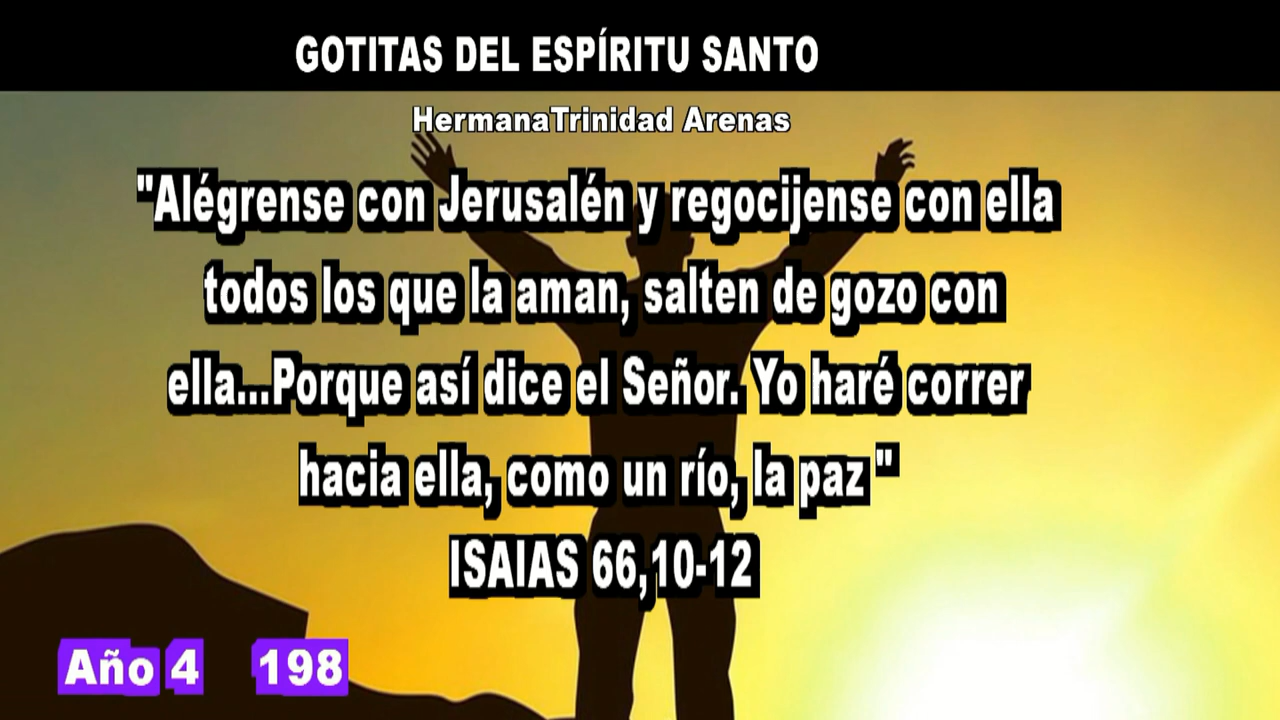 GOTITAS DEL ESPÍRITU SANTO
HermanaTrinidad Arenas
"Alégrense con Jerusalén y regocijense con ella
todos los que la aman, salten de gozo con
ella...Porque así dice el Señor. Yo haré correr
hacia ella, como un río, la paz "
ISAIAS 66,10-12
Año 4 198